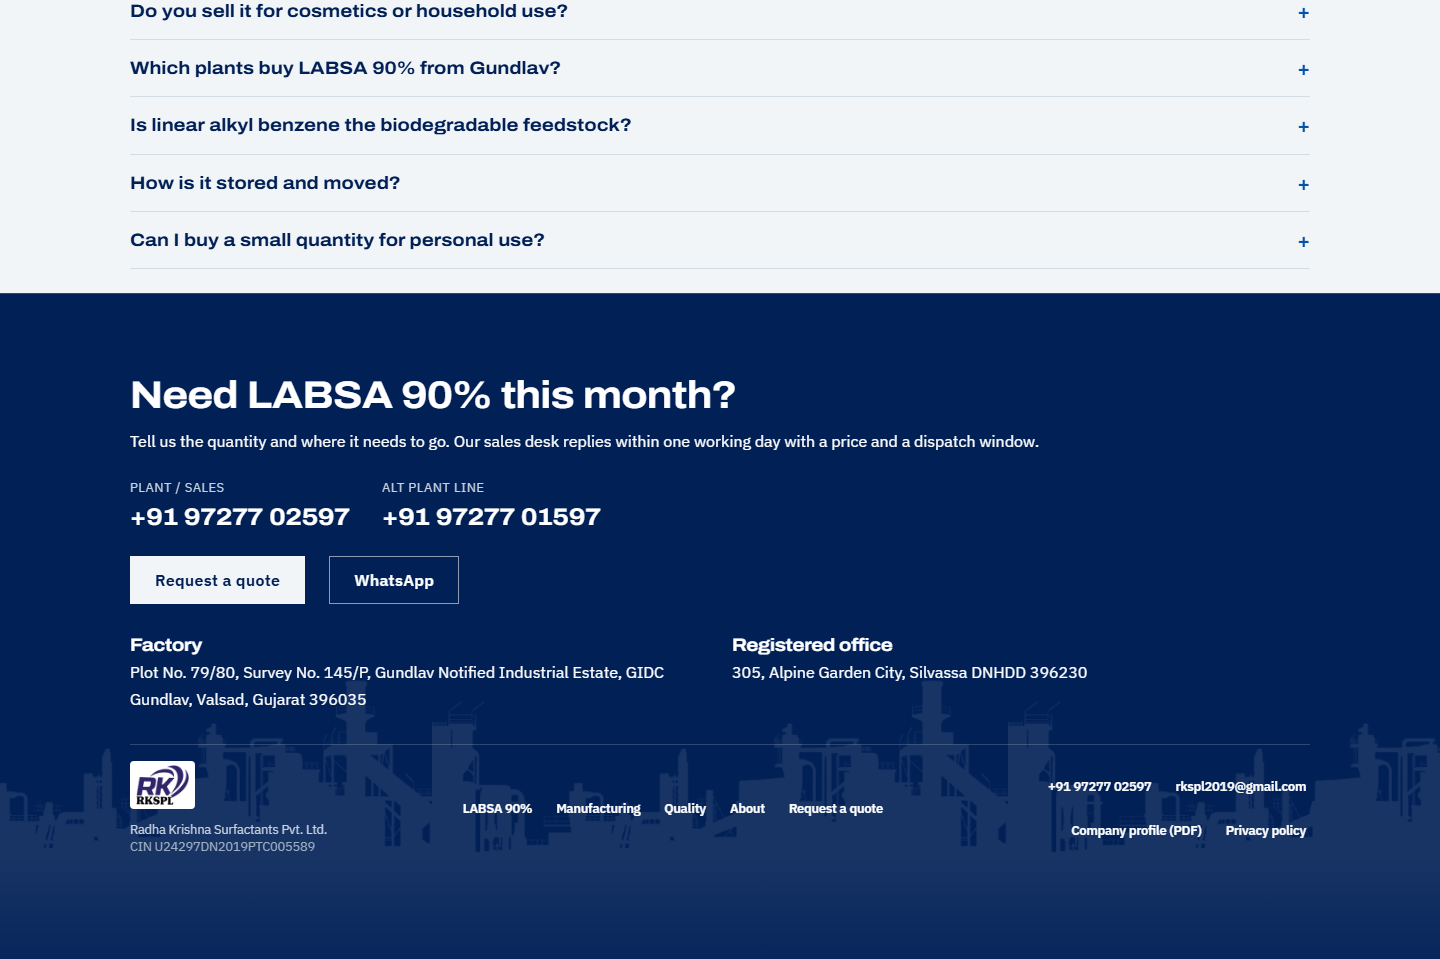 Do you sell it for cosmetics or household use?
+
Which plants buy LABSA 90% from Gundlav?
+
Is linear alkyl benzene the biodegradable feedstock?
+
How is it stored and moved?
+
Can I buy a small quantity for personal use?
+
Need LABSA 90% this month?
Tell us the quantity and where it needs to go. Our sales desk replies within one working day with a price and a dispatch window.
PLANT / SALES
+91 97277 02597
ALT PLANT LINE
+91 97277 01597
Request a quote
WhatsApp
Factory
Plot No. 79/80, Survey No. 145/P, Gundlav Notified Industrial Estate, GIDC
Gundlav, Valsad, Gujarat 396035
Registered office
305, Alpine Garden City, Silvassa DNHDD 396230
RK
RKSPL
Radha Krishna Surfactants Pvt. Ltd.
CIN U24297DN2019PTC005589
LABSA 90%
Manufacturing
Quality
About
Request a quote
+91 97277 02597
rkspl2019@gmail.com
Company profile (PDF)
Privacy policy